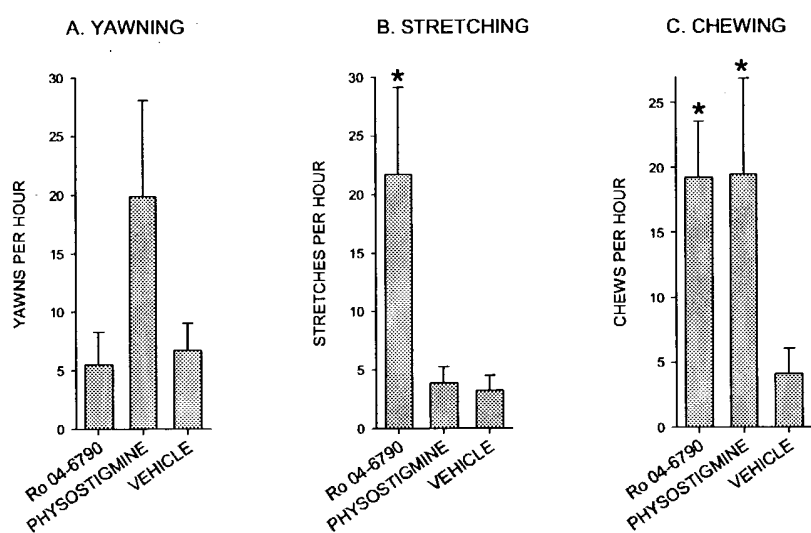 A. YAWNING
YAWNS PER HOUR
30
25
20
15
10
5
0
Ro 04-6790
PHYSOSTIGMINE
VEHICLE
B. STRETCHING
STRETCHES PER HOUR
30
25
20
15
10
5
0
*
Ro 04-6790
PHYSOSTIGMINE
VEHICLE
C. CHEWING
CHEWS PER HOUR
25
20
15
10
5
0
*
*
Ro 04-6790
PHYSOSTIGMINE
VEHICLE